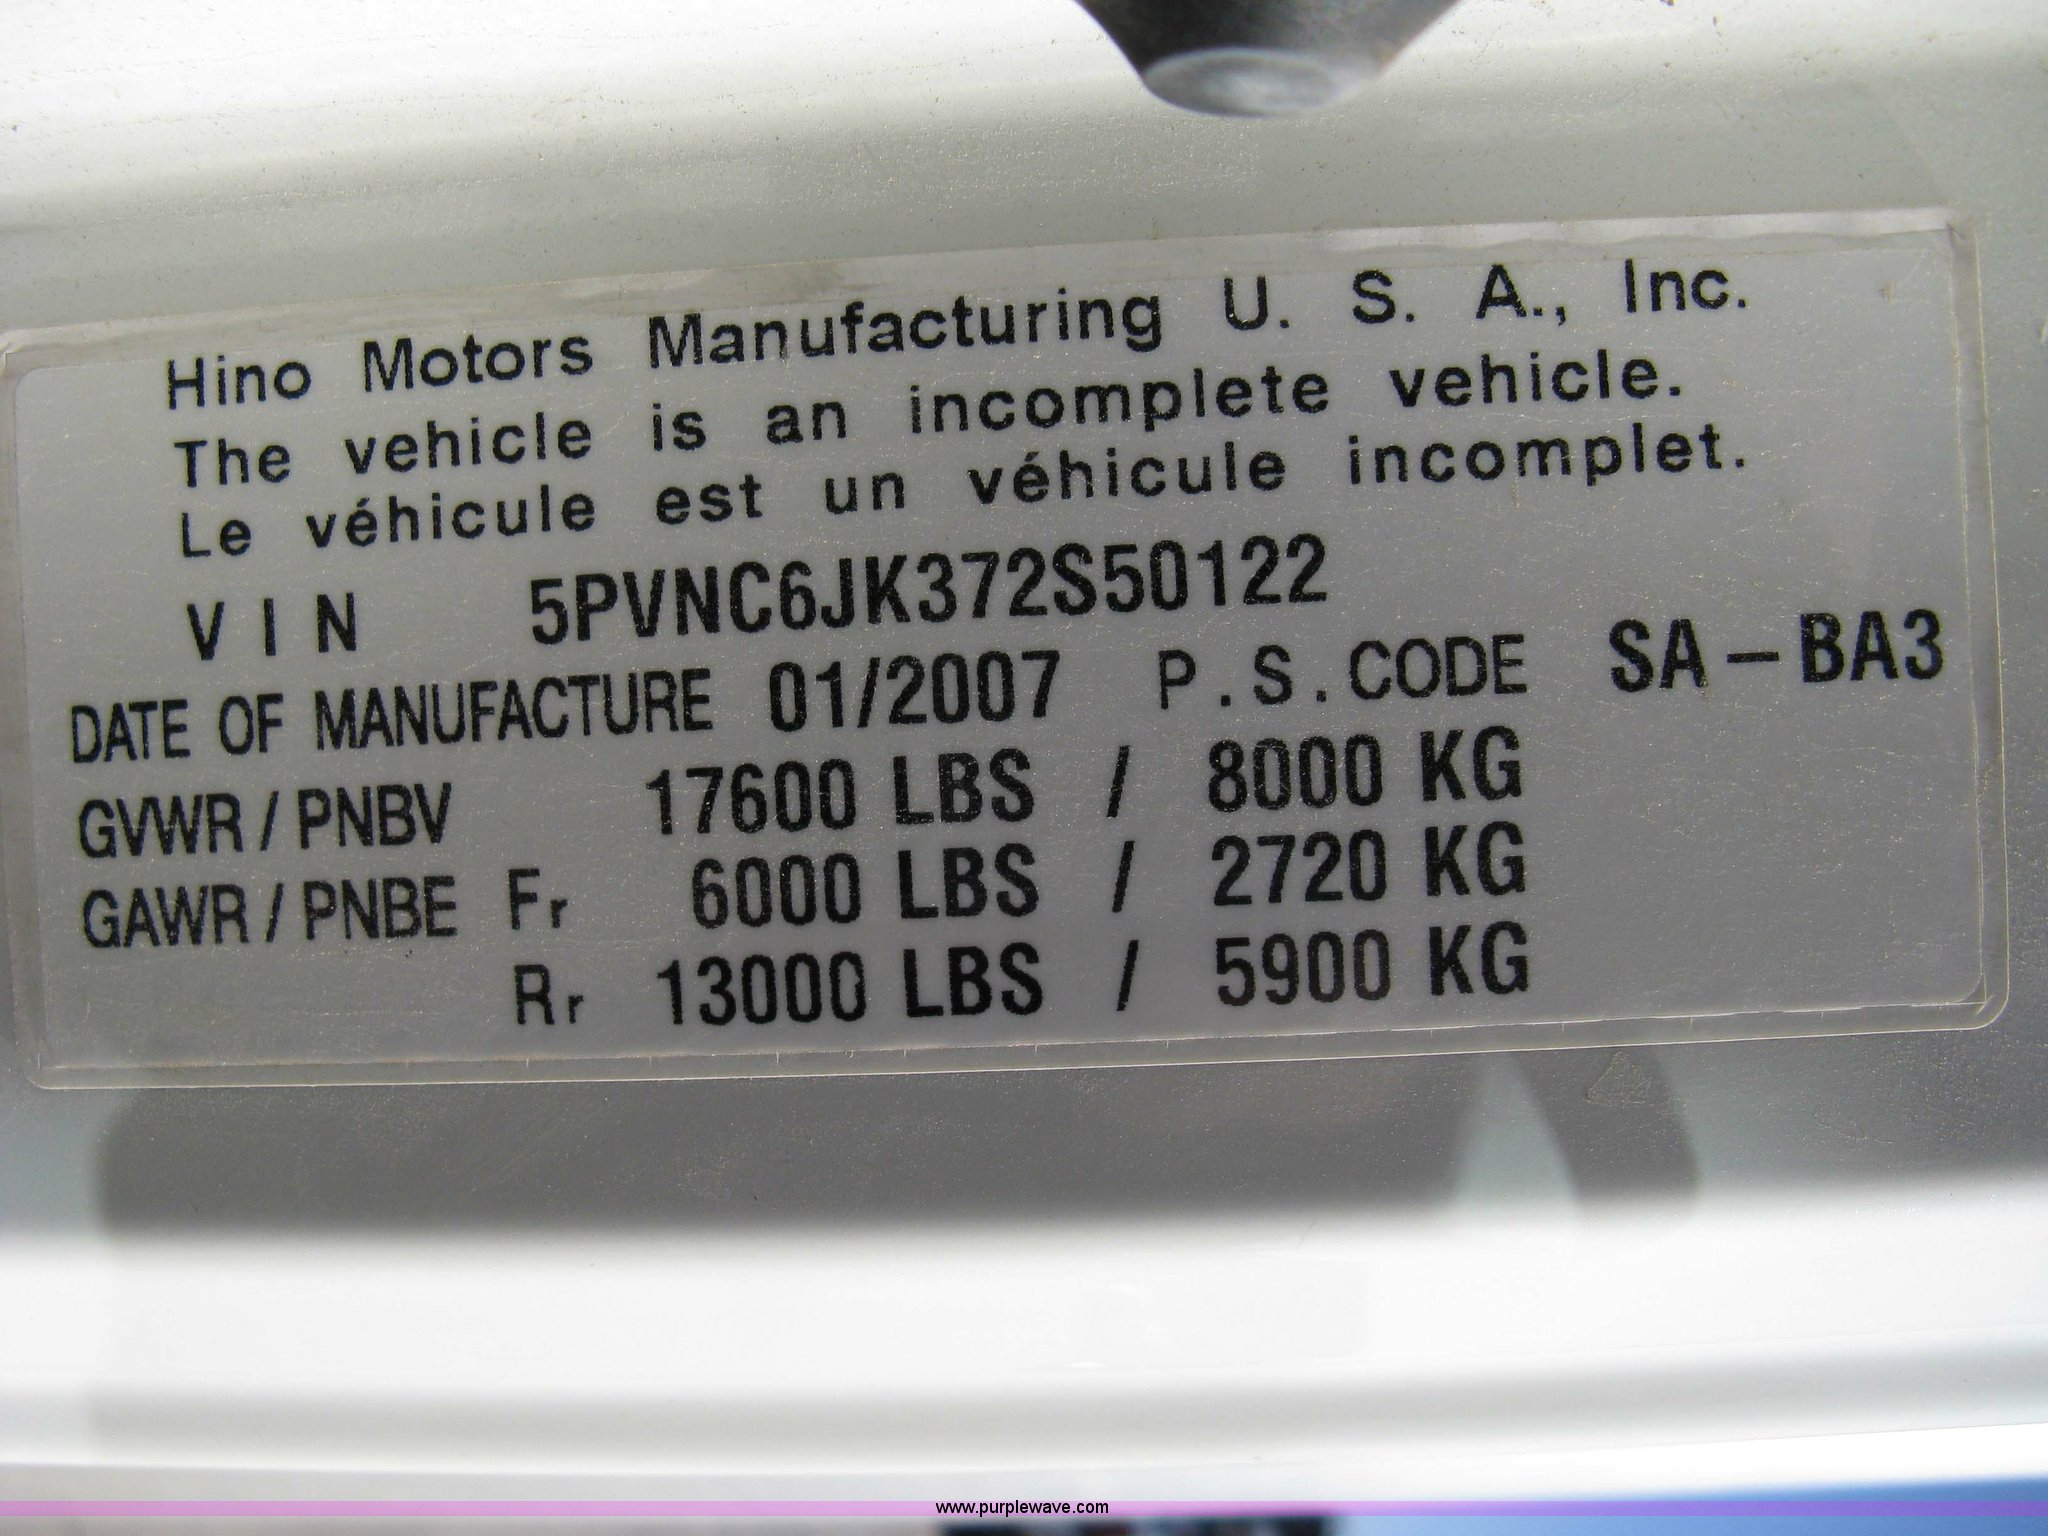 Hino Motors Manufacturing U. S. A., Inc.
The vehicle is an incomplete vehicle.
Le véhicule est un véhicule incomplet.
VIN 5PVNC6JK372S50122
DATE OF MANUFACTURE 01/2007 P.S.CODE SA-BA3
GVWR/PNBV 17600 LBS / 8000 KG
GAWR/PNBE Fr 6000 LBS / 2720 KG
Rr 13000 LBS / 5900 KG
www.purplewave.com